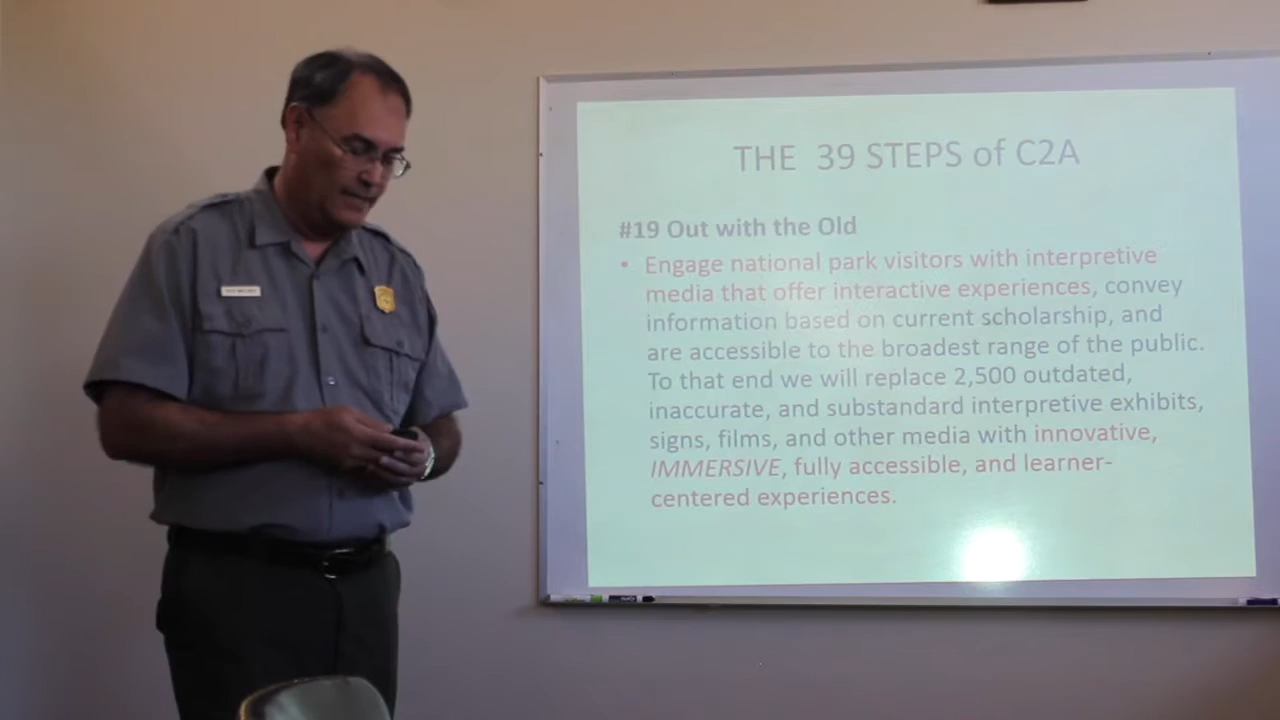 THE 39 STEPS of C2A
#19 Out with the Old
• Engage national park visitors with interpretive
media that offer interactive experiences, convey
information based on current scholarship, and
are accessible to the broadest range of the public.
To that end we will replace 2,500 outdated,
inaccurate, and substandard interpretive exhibits,
signs, films, and other media with innovative,
IMMERSIVE, fully accessible, and learner-
centered experiences.